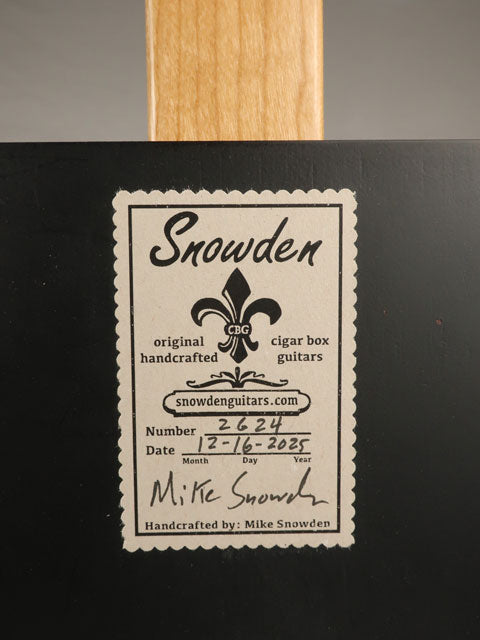 Snowden
CBG
original cigar box
handcrafted guitars
snowdenguitars.com
Number 2624
Date 12-16-2025
Month Day Year
Mike Snowden
Handcrafted by: Mike Snowden